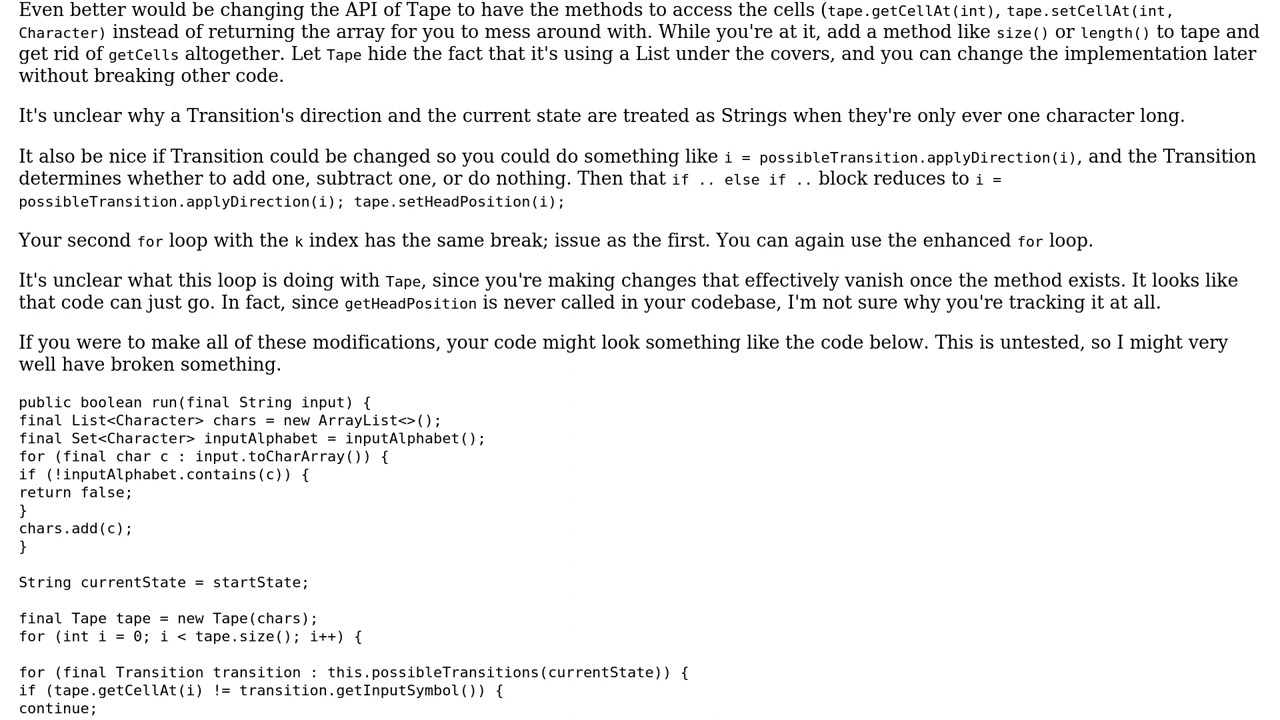 Even better would be changing the API of Tape to have the methods to access the cells (tape.getCellAt(int), tape.setCellAt(int,
Character) instead of returning the array for you to mess around with. While you're at it, add a method like size() or length() to tape and
get rid of getCells altogether. Let Tape hide the fact that it's using a List under the covers, and you can change the implementation later
without breaking other code.
It's unclear why a Transition's direction and the current state are treated as Strings when they're only ever one character long.
It also be nice if Transition could be changed so you could do something like i = possibleTransition.applyDirection(i), and the Transition
determines whether to add one, subtract one, or do nothing. Then that if .. else if .. block reduces to i =
possibleTransition.applyDirection(i); tape.setHeadPosition(i);
Your second for loop with the k index has the same break; issue as the first. You can again use the enhanced for loop.
It's unclear what this loop is doing with Tape, since you're making changes that effectively vanish once the method exists. It looks like
that code can just go. In fact, since getHeadPosition is never called in your codebase, I'm not sure why you're tracking it at all.
If you were to make all of these modifications, your code might look something like the code below. This is untested, so I might very
well have broken something.
public boolean run(final String input) {
final List<Character> chars = new ArrayList<>();
final Set<Character> inputAlphabet = inputAlphabet();
for (final char c : input.toCharArray()) {
if (!inputAlphabet.contains(c)) {
return false;
}
chars.add(c);
}
String currentState = startState;
final Tape tape = new Tape(chars);
for (int i = 0; i < tape.size(); i++) {
for (final Transition transition : this.possibleTransitions(currentState)) {
if (tape.getCellAt(i) != transition.getInputSymbol()) {
continue;